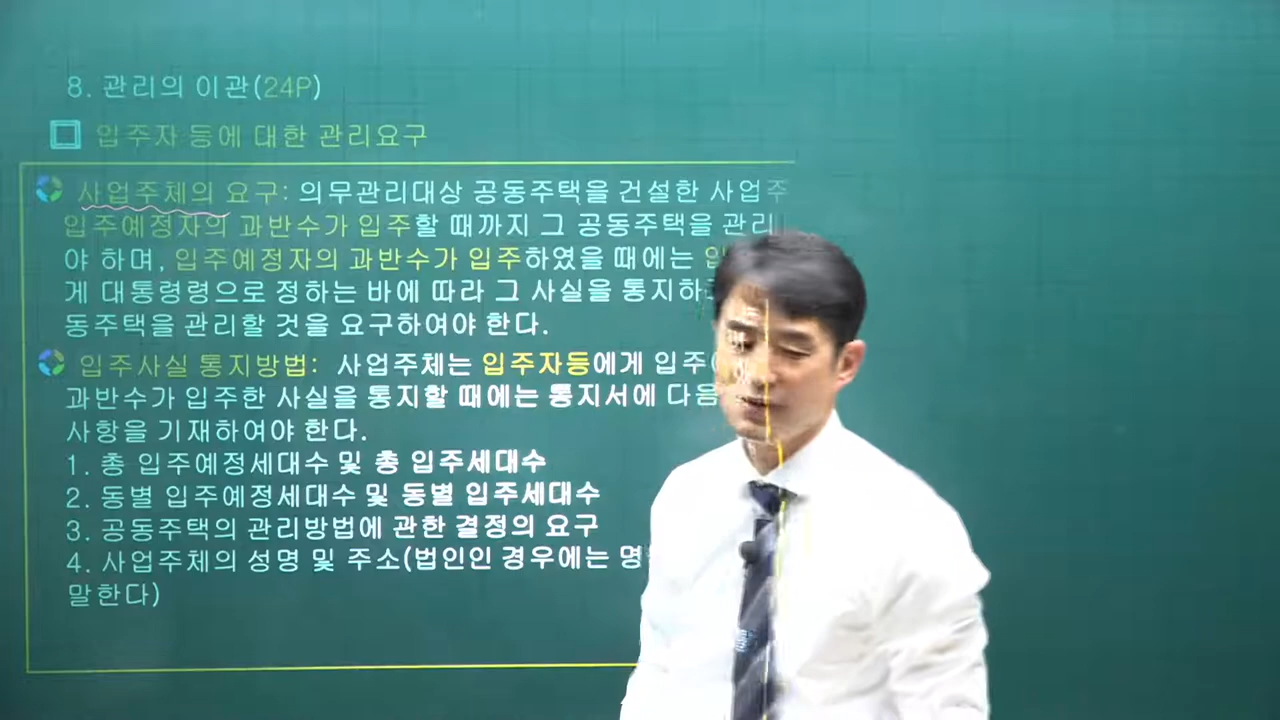 8. 관리의 이관(24P)
입주자 등에 대한 관리요구
사업주체의 요구: 의무관리대상 공동주택을 건설한 사업주
입주예정자의 과반수가 입주할 때까지 그 공동주택을 관리
야 하며, 입주예정자의 과반수가 입주하였을 때에는
게 대통령령으로 정하는 바에 따라 그 사실을 통지하
동주택을 관리할 것을 요구하여야 한다.
입주사실 통지방법: 사업주체는 입주자등에게 입주
과반수가 입주한 사실을 통지할 때에는 통지서에 다음
사항을 기재하여야 한다.
1. 총 입주예정세대수 및 총 입주세대수
2. 동별 입주예정세대수 및 동별 입주세대수
3. 공동주택의 관리방법에 관한 결정의 요구
4. 사업주체의 성명 및 주소(법인인 경우에는
말한다)